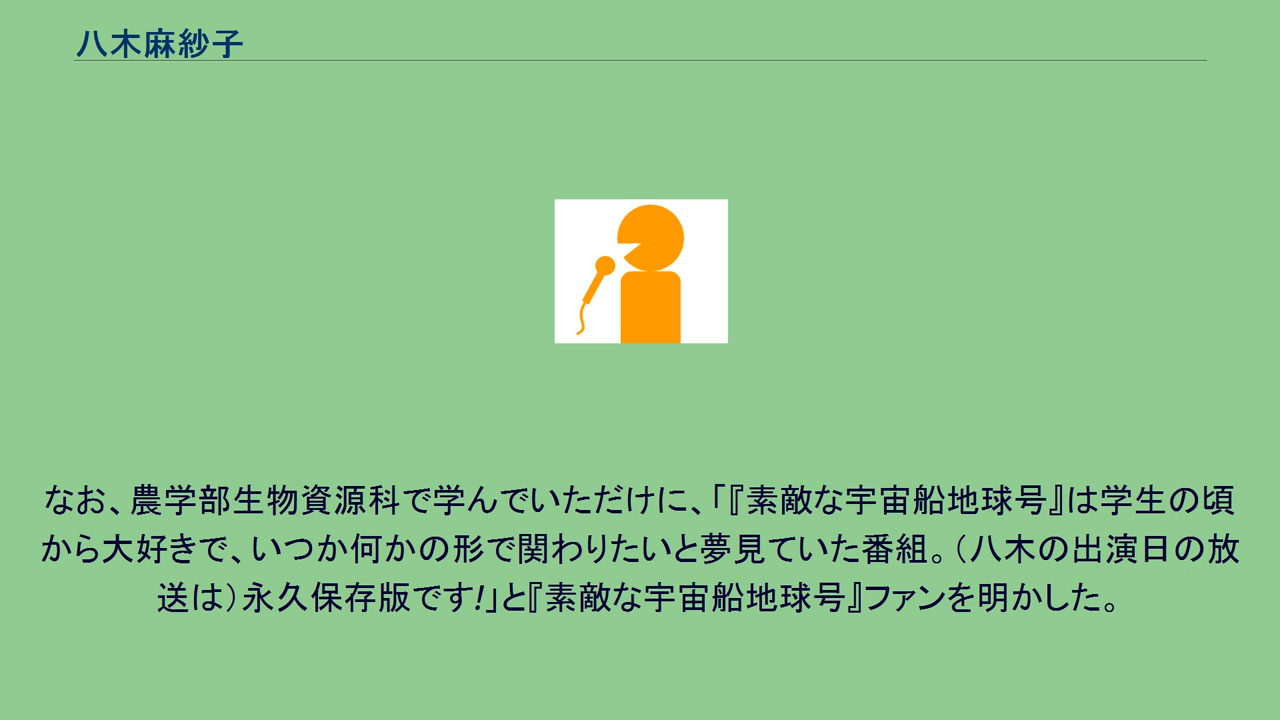 八木麻紗子
なお、農学部生物資源科で学んでいただけに、「『素敵な宇宙船地球号』は学生の頃
から大好きで、いつか何かの形で関わりたいと夢見ていた番組。（八木の出演日の放
送は）永久保存版です!」と『素敵な宇宙船地球号』ファンを明かした。